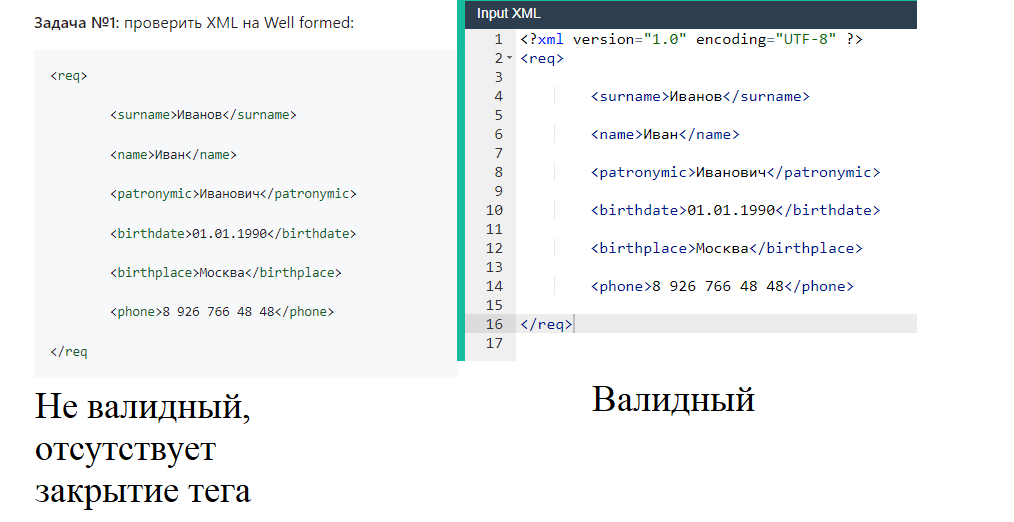 Задача №1: проверить XML на Well formed:
<req>
<surname>Иванов</surname>
<name>Иван</name>
<patronymic>Иванович</patronymic>
<birthdate>01.01.1990</birthdate>
<birthplace>Москва</birthplace>
<phone>8 926 766 48 48</phone>
</req
Не валидный,
отсутствует
закрытие тега
Input XML
1 <?xml version="1.0" encoding="UTF-8" ?>
2 <req>
3
4 <surname>Иванов</surname>
5
6 <name>Иван</name>
7
8 <patronymic>Иванович</patronymic>
9
10 <birthdate>01.01.1990</birthdate>
11
12 <birthplace>Москва</birthplace>
13
14 <phone>8 926 766 48 48</phone>
15
16 </req>
17
Валидный